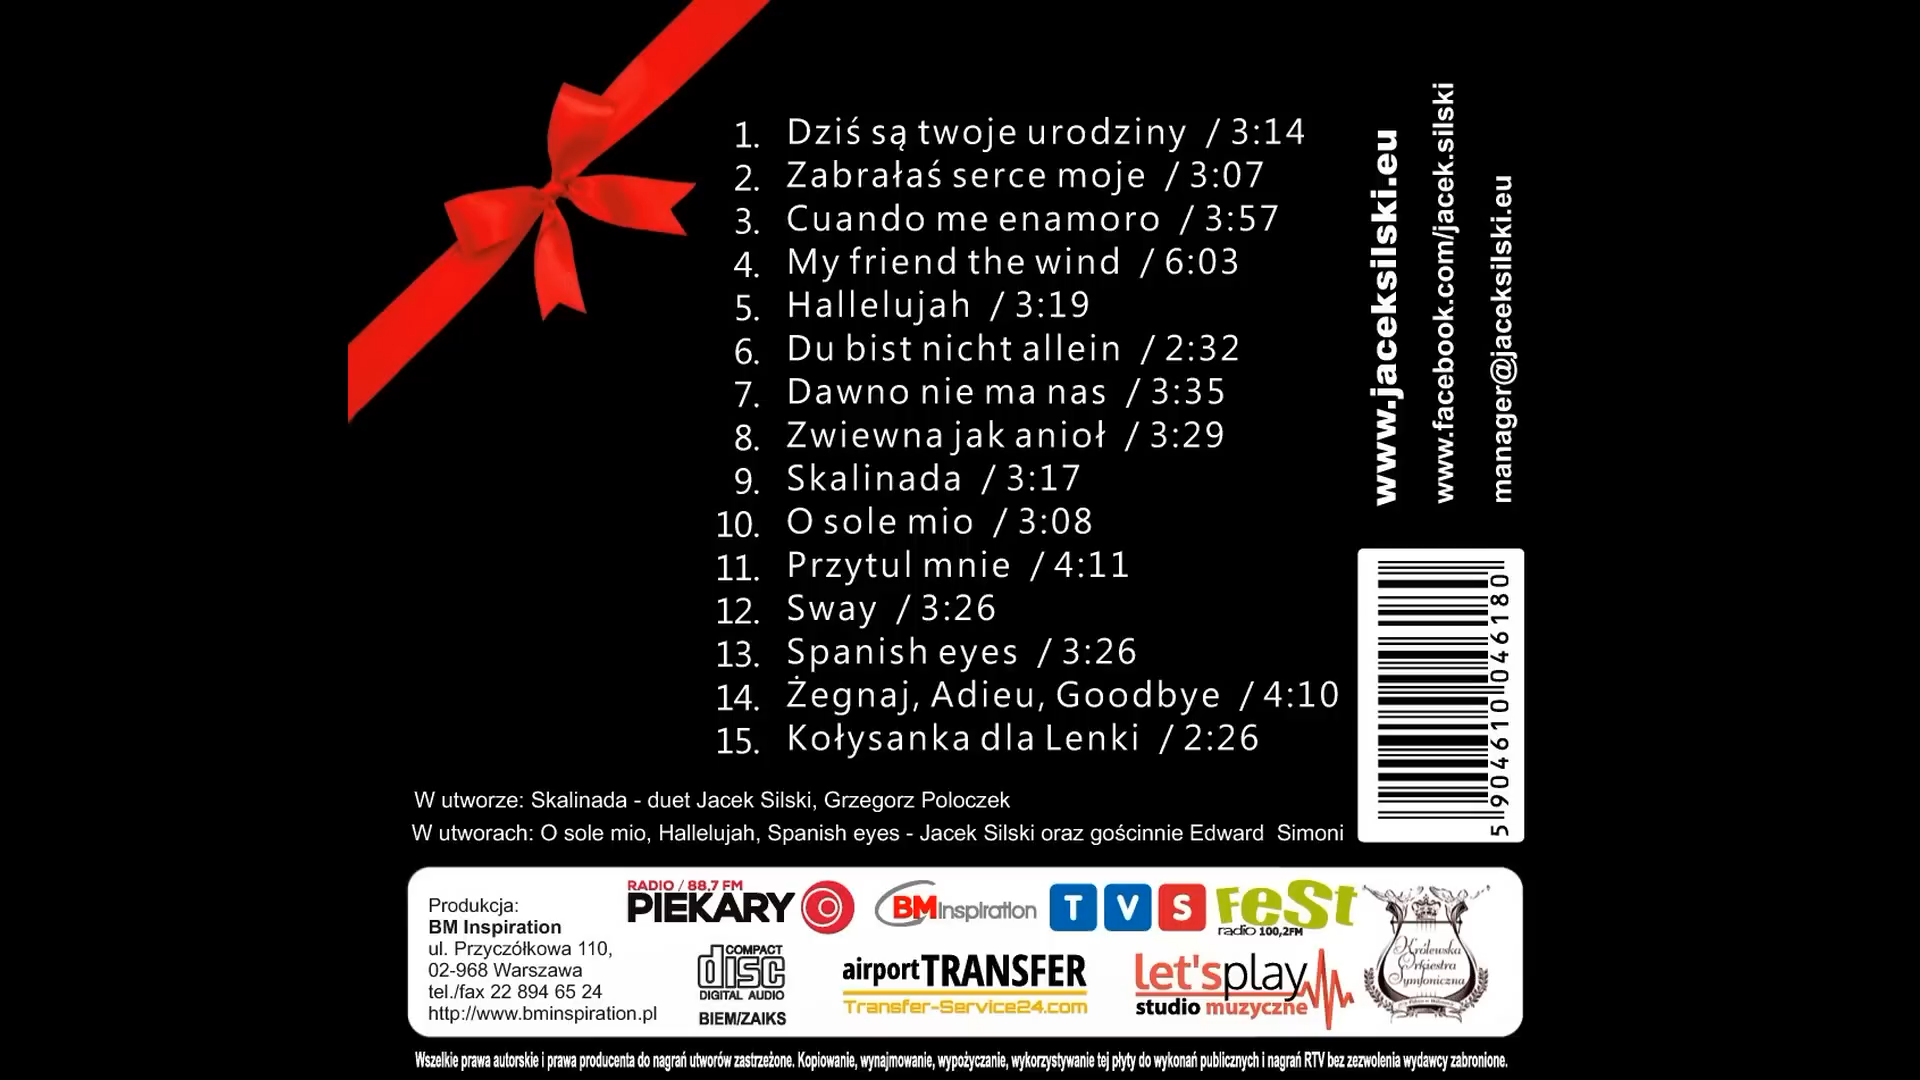 1. Dziś są twoje urodziny / 3:14
2. Zabrałaś serce moje / 3:07
3. Cuando me enamoro / 3:57
4. My friend the wind / 6:03
5. Hallelujah / 3:19
6. Du bist nicht allein / 2:32
7. Dawno nie ma nas / 3:35
8. Zwiewna jak anioł / 3:29
9. Skalinada / 3:17
10. O sole mio / 3:08
11. Przytul mnie / 4:11
12. Sway / 3:26
13. Spanish eyes / 3:26
14. Żegnaj, Adieu, Goodbye / 4:10
15. Kołysanka dla Lenki / 2:26
www.jaceksilski.eu
www.facebook.com/jacek.silski
manager@jaceksilski.eu
5 904610 046180
W utworze: Skalinada - duet Jacek Silski, Grzegorz Poloczek
W utworach: O sole mio, Hallelujah, Spanish eyes - Jacek Silski oraz gościnnie Edward Simoni
Produkcja:
BM Inspiration
ul. Przyczółkowa 110,
02-968 Warszawa
tel./fax 22 894 65 24
http://www.bminspiration.pl
RADIO / 88,7 FM
PIEKARY
BM Inspiration
TVS
FeSt
radio 100,2FM
COMPACT
disc
DIGITAL AUDIO
BIEM/ZAIKS
airportTRANSFER
Transfer-Service24.com
let'splay
studio muzyczne
Królewska
Orkiestra
Symfoniczna
Wszelkie prawa autorskie i prawa producenta do nagrań utworów zastrzeżone. Kopiowanie, wynajmowanie, wypożyczanie, wykorzystywanie tej płyty do wykonań publicznych i nagrań RTV bez zezwolenia wydawcy zabronione.